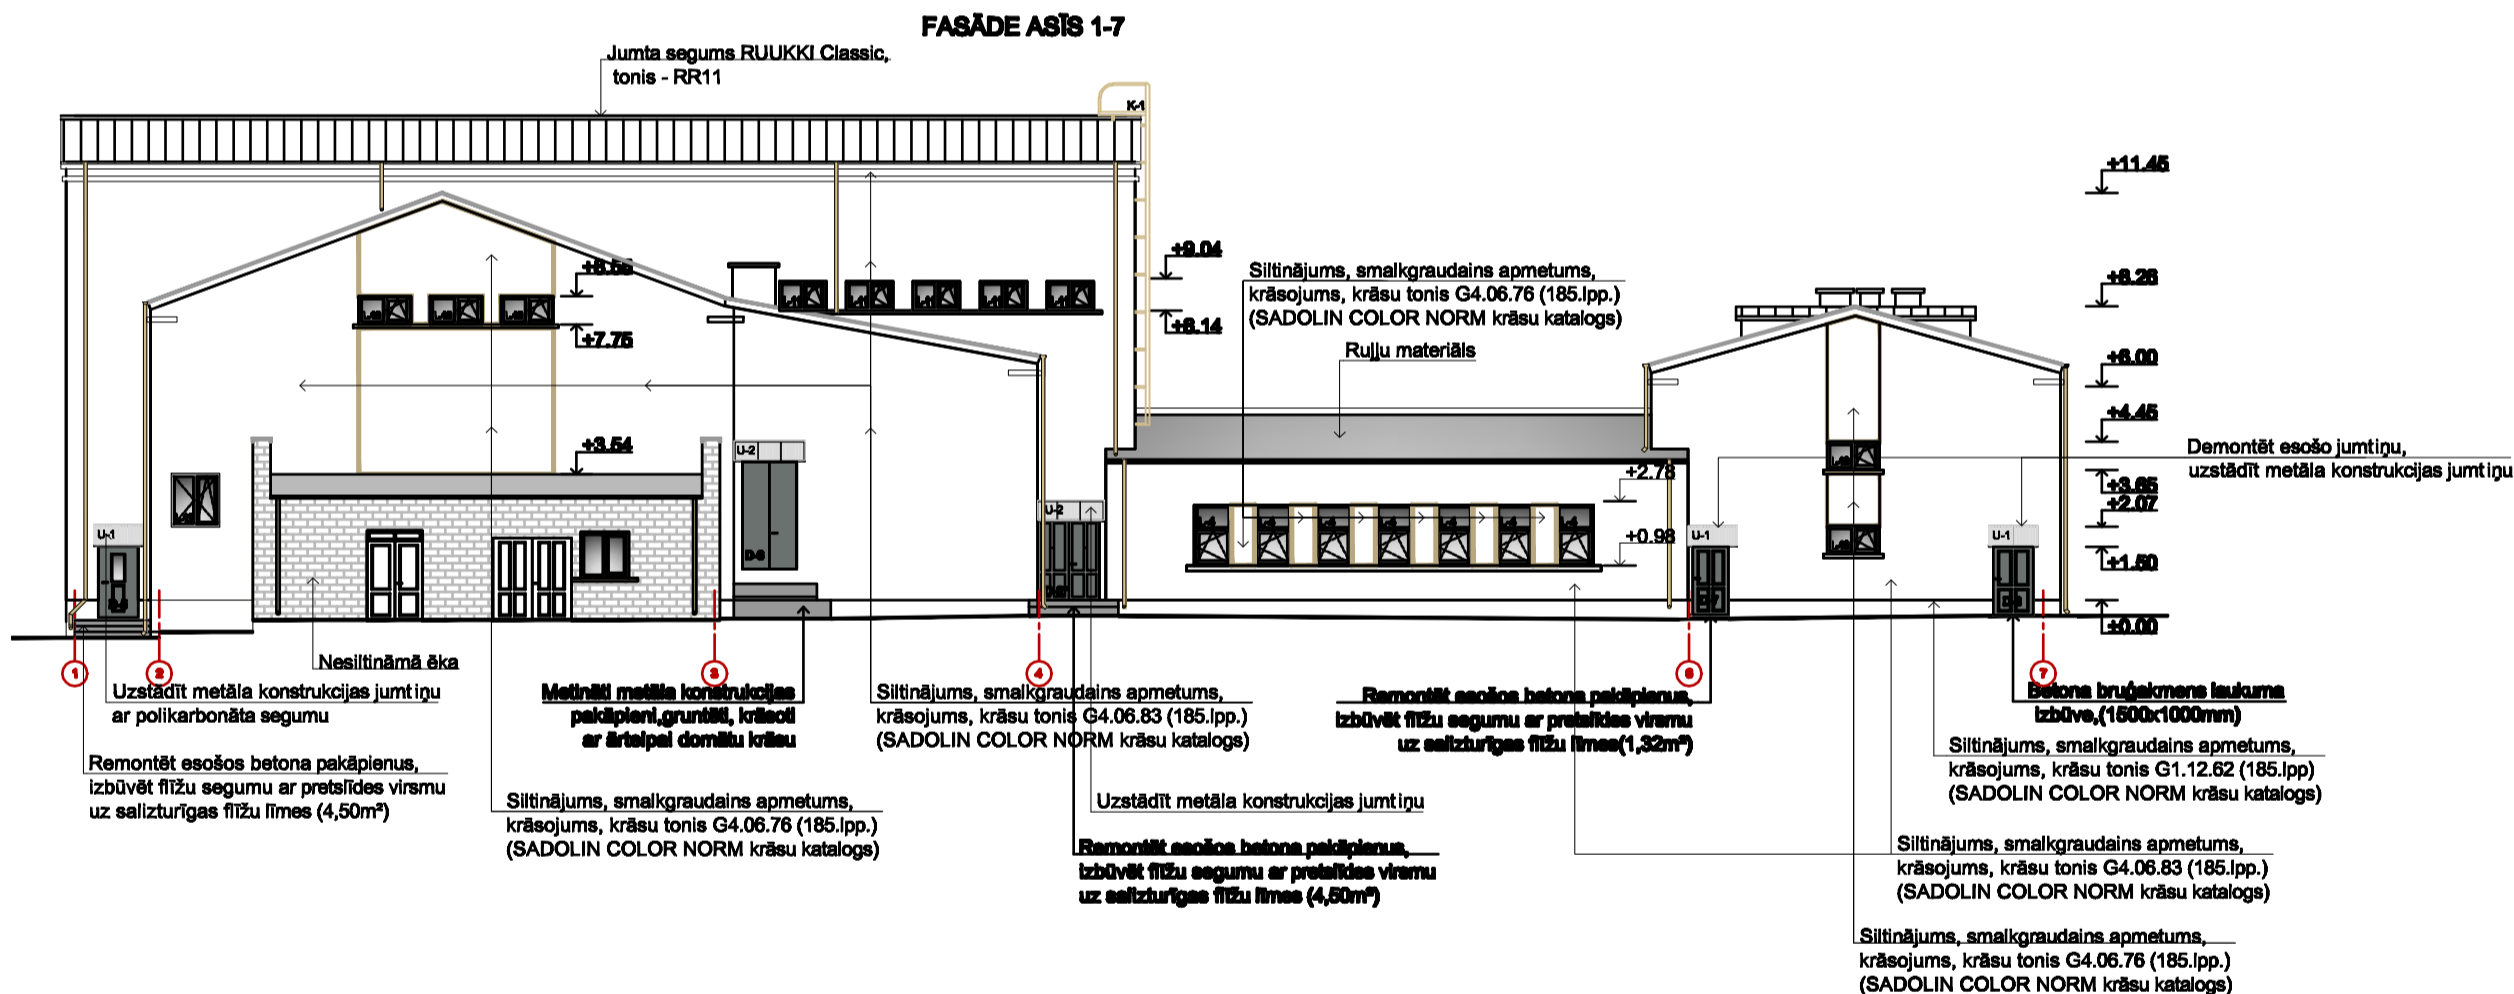 FASĀDE ASĪS 1-7
Jumta segums RUUKKI Classic,
tonis - RR11
K-1
+11.45
+9.04
+8.14
+8.55
+7.75
+3.54
Siltinājums, smalkgraudains apmetums,
krāsojums, krāsu tonis G4.06.76 (185.lpp.)
(SADOLIN COLOR NORM krāsu katalogs)
Ruļļu materiāls
+8.26
+6.00
+4.45
+3.65
+2.07
+1.50
+0.00
Demontēt esošo jumtiņu,
uzstādīt metāla konstrukcijas jumtiņu
+2.78
+0.98
U-1
U-2
U-2
U-1
U-1
1
2
3
4
6
7
Nesiltināmā ēka
Uzstādīt metāla konstrukcijas jumtiņu
ar polikarbonāta segumu
Remontēt esošos betona pakāpienus,
izbūvēt flīžu segumu ar pretslīdes virsmu
uz salizturīgas flīžu līmes (4,50m²)
Metināti metāla konstrukcijas
pakāpieni,gruntēti, krāsoti
ar ārtelpai domātu krāsu
Siltinājums, smalkgraudains apmetums,
krāsojums, krāsu tonis G4.06.76 (185.lpp.)
(SADOLIN COLOR NORM krāsu katalogs)
Siltinājums, smalkgraudains apmetums,
krāsojums, krāsu tonis G4.06.83 (185.lpp.)
(SADOLIN COLOR NORM krāsu katalogs)
Uzstādīt metāla konstrukcijas jumtiņu
Remontēt esošos betona pakāpienus,
izbūvēt flīžu segumu ar pretslīdes virsmu
uz salizturīgas flīžu līmes (4,50m²)
Remontēt esošos betona pakāpienus,
izbūvēt flīžu segumu ar pretslīdes virsmu
uz salizturīgas flīžu līmes(1,32m²)
Betona bruģakmens laukuma
izbūve,(1500x1000mm)
Siltinājums, smalkgraudains apmetums,
krāsojums, krāsu tonis G1.12.62 (185.lpp)
(SADOLIN COLOR NORM krāsu katalogs)
Siltinājums, smalkgraudains apmetums,
krāsojums, krāsu tonis G4.06.83 (185.lpp.)
(SADOLIN COLOR NORM krāsu katalogs)
Siltinājums, smalkgraudains apmetums,
krāsojums, krāsu tonis G4.06.76 (185.lpp.)
(SADOLIN COLOR NORM krāsu katalogs)